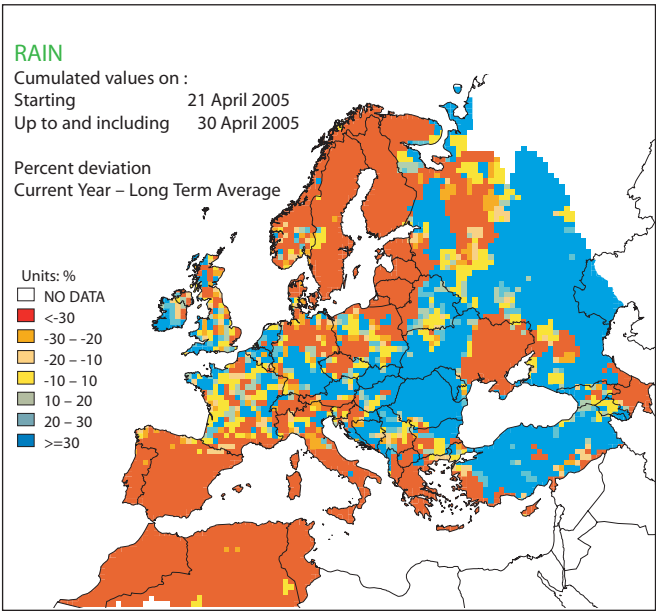 RAIN
Cumulated values on :
Starting 21 April 2005
Up to and including 30 April 2005
Percent deviation
Current Year – Long Term Average
Units: %
NO DATA
<-30
-30 – -20
-20 – -10
-10 – 10
10 – 20
20 – 30
>=30